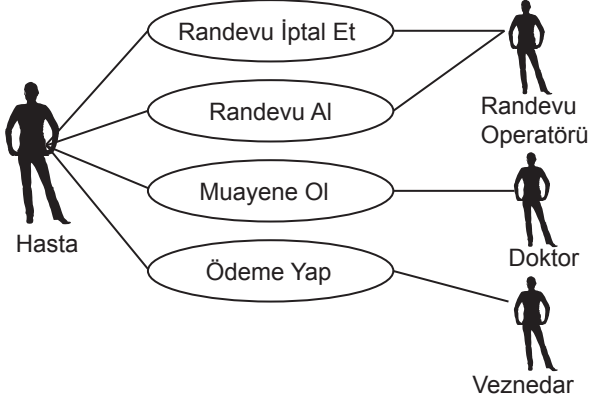 Randevu İptal Et
Randevu Al
Randevu
Operatörü
Muayene Ol
Hasta
Doktor
Ödeme Yap
Veznedar